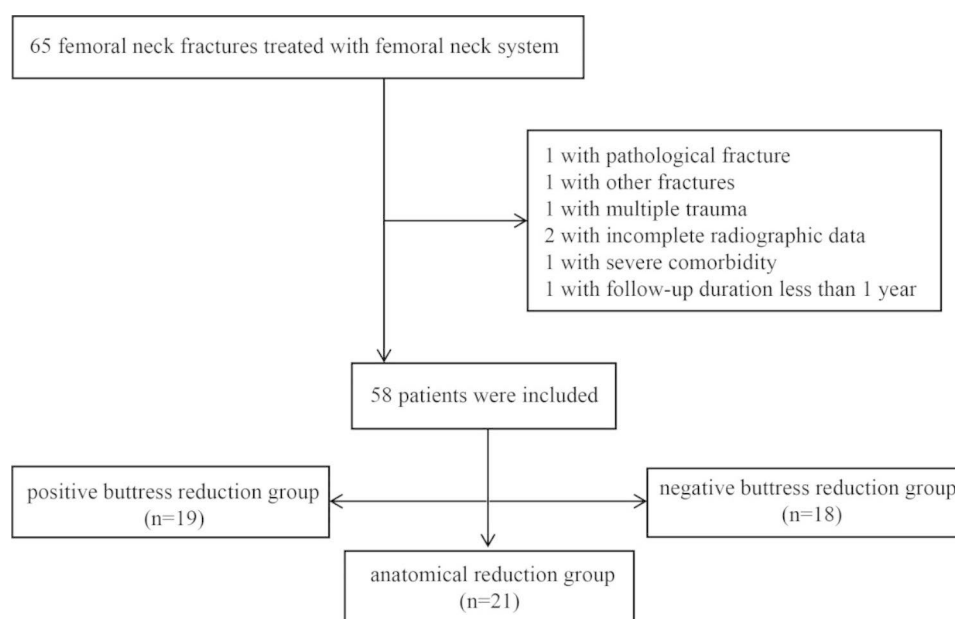 65 femoral neck fractures treated with femoral neck system
1 with pathological fracture
1 with other fractures
1 with multiple trauma
2 with incomplete radiographic data
1 with severe comorbidity
1 with follow-up duration less than 1 year
58 patients were included
positive buttress reduction group
(n=19)
negative buttress reduction group
(n=18)
anatomical reduction group
(n=21)